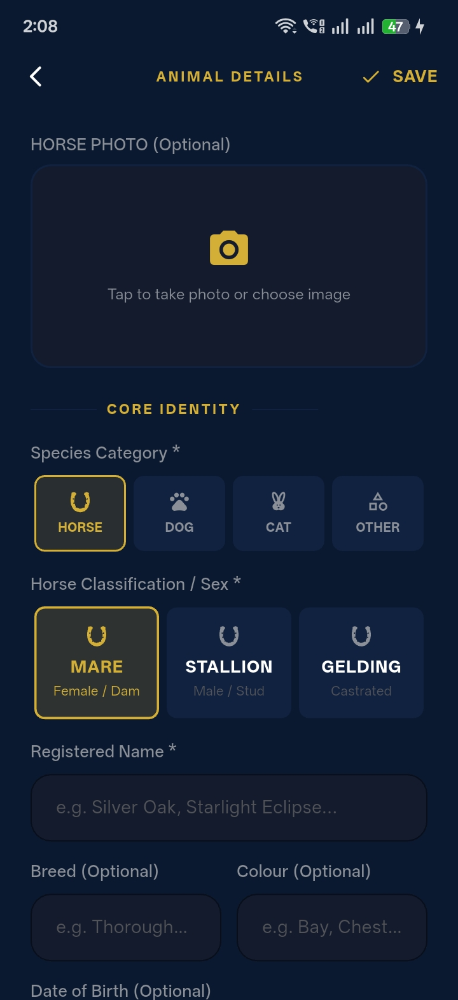 2:08
1
2
47
ANIMAL DETAILS
SAVE
HORSE PHOTO (Optional)
Tap to take photo or choose image
CORE IDENTITY
Species Category *
HORSE DOG CAT OTHER
Horse Classification / Sex *
MARE STALLION GELDING
Female / Dam Male / Stud Castrated
Registered Name *
e.g. Silver Oak, Starlight Eclipse...
Breed (Optional) Colour (Optional)
e.g. Thorough... e.g. Bay, Chest...
Date of Birth (Optional)